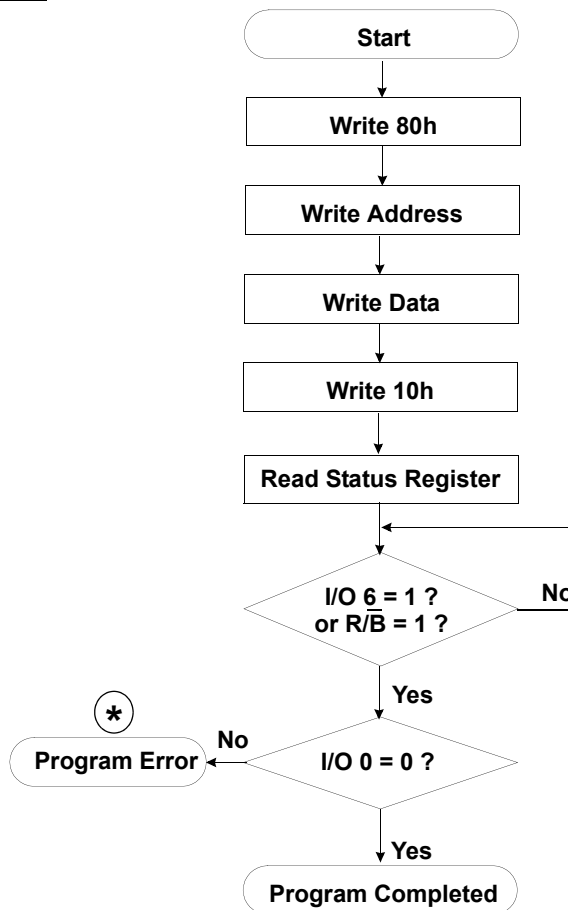 Start
Write 80h
Write Address
Write Data
Write 10h
Read Status Register
I/O 6 = 1 ?
or R/B̅ = 1 ?
No
Yes
*
No
Program Error
I/O 0 = 0 ?
Yes
Program Completed